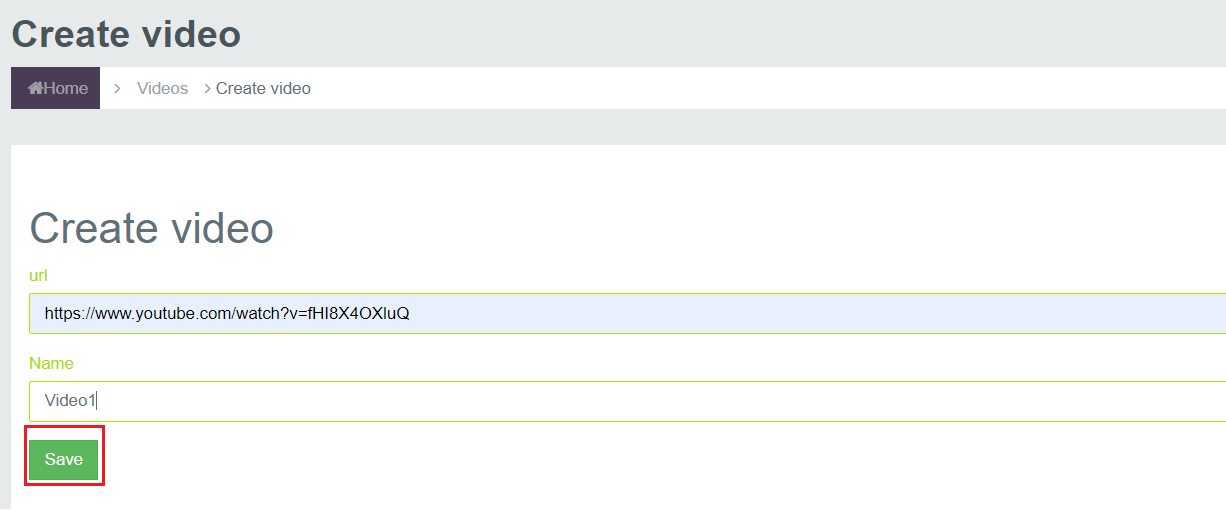 Create video
Home > Videos > Create video
Create video
url
https://www.youtube.com/watch?v=fHI8X4OXluQ
Name
Video1
Save